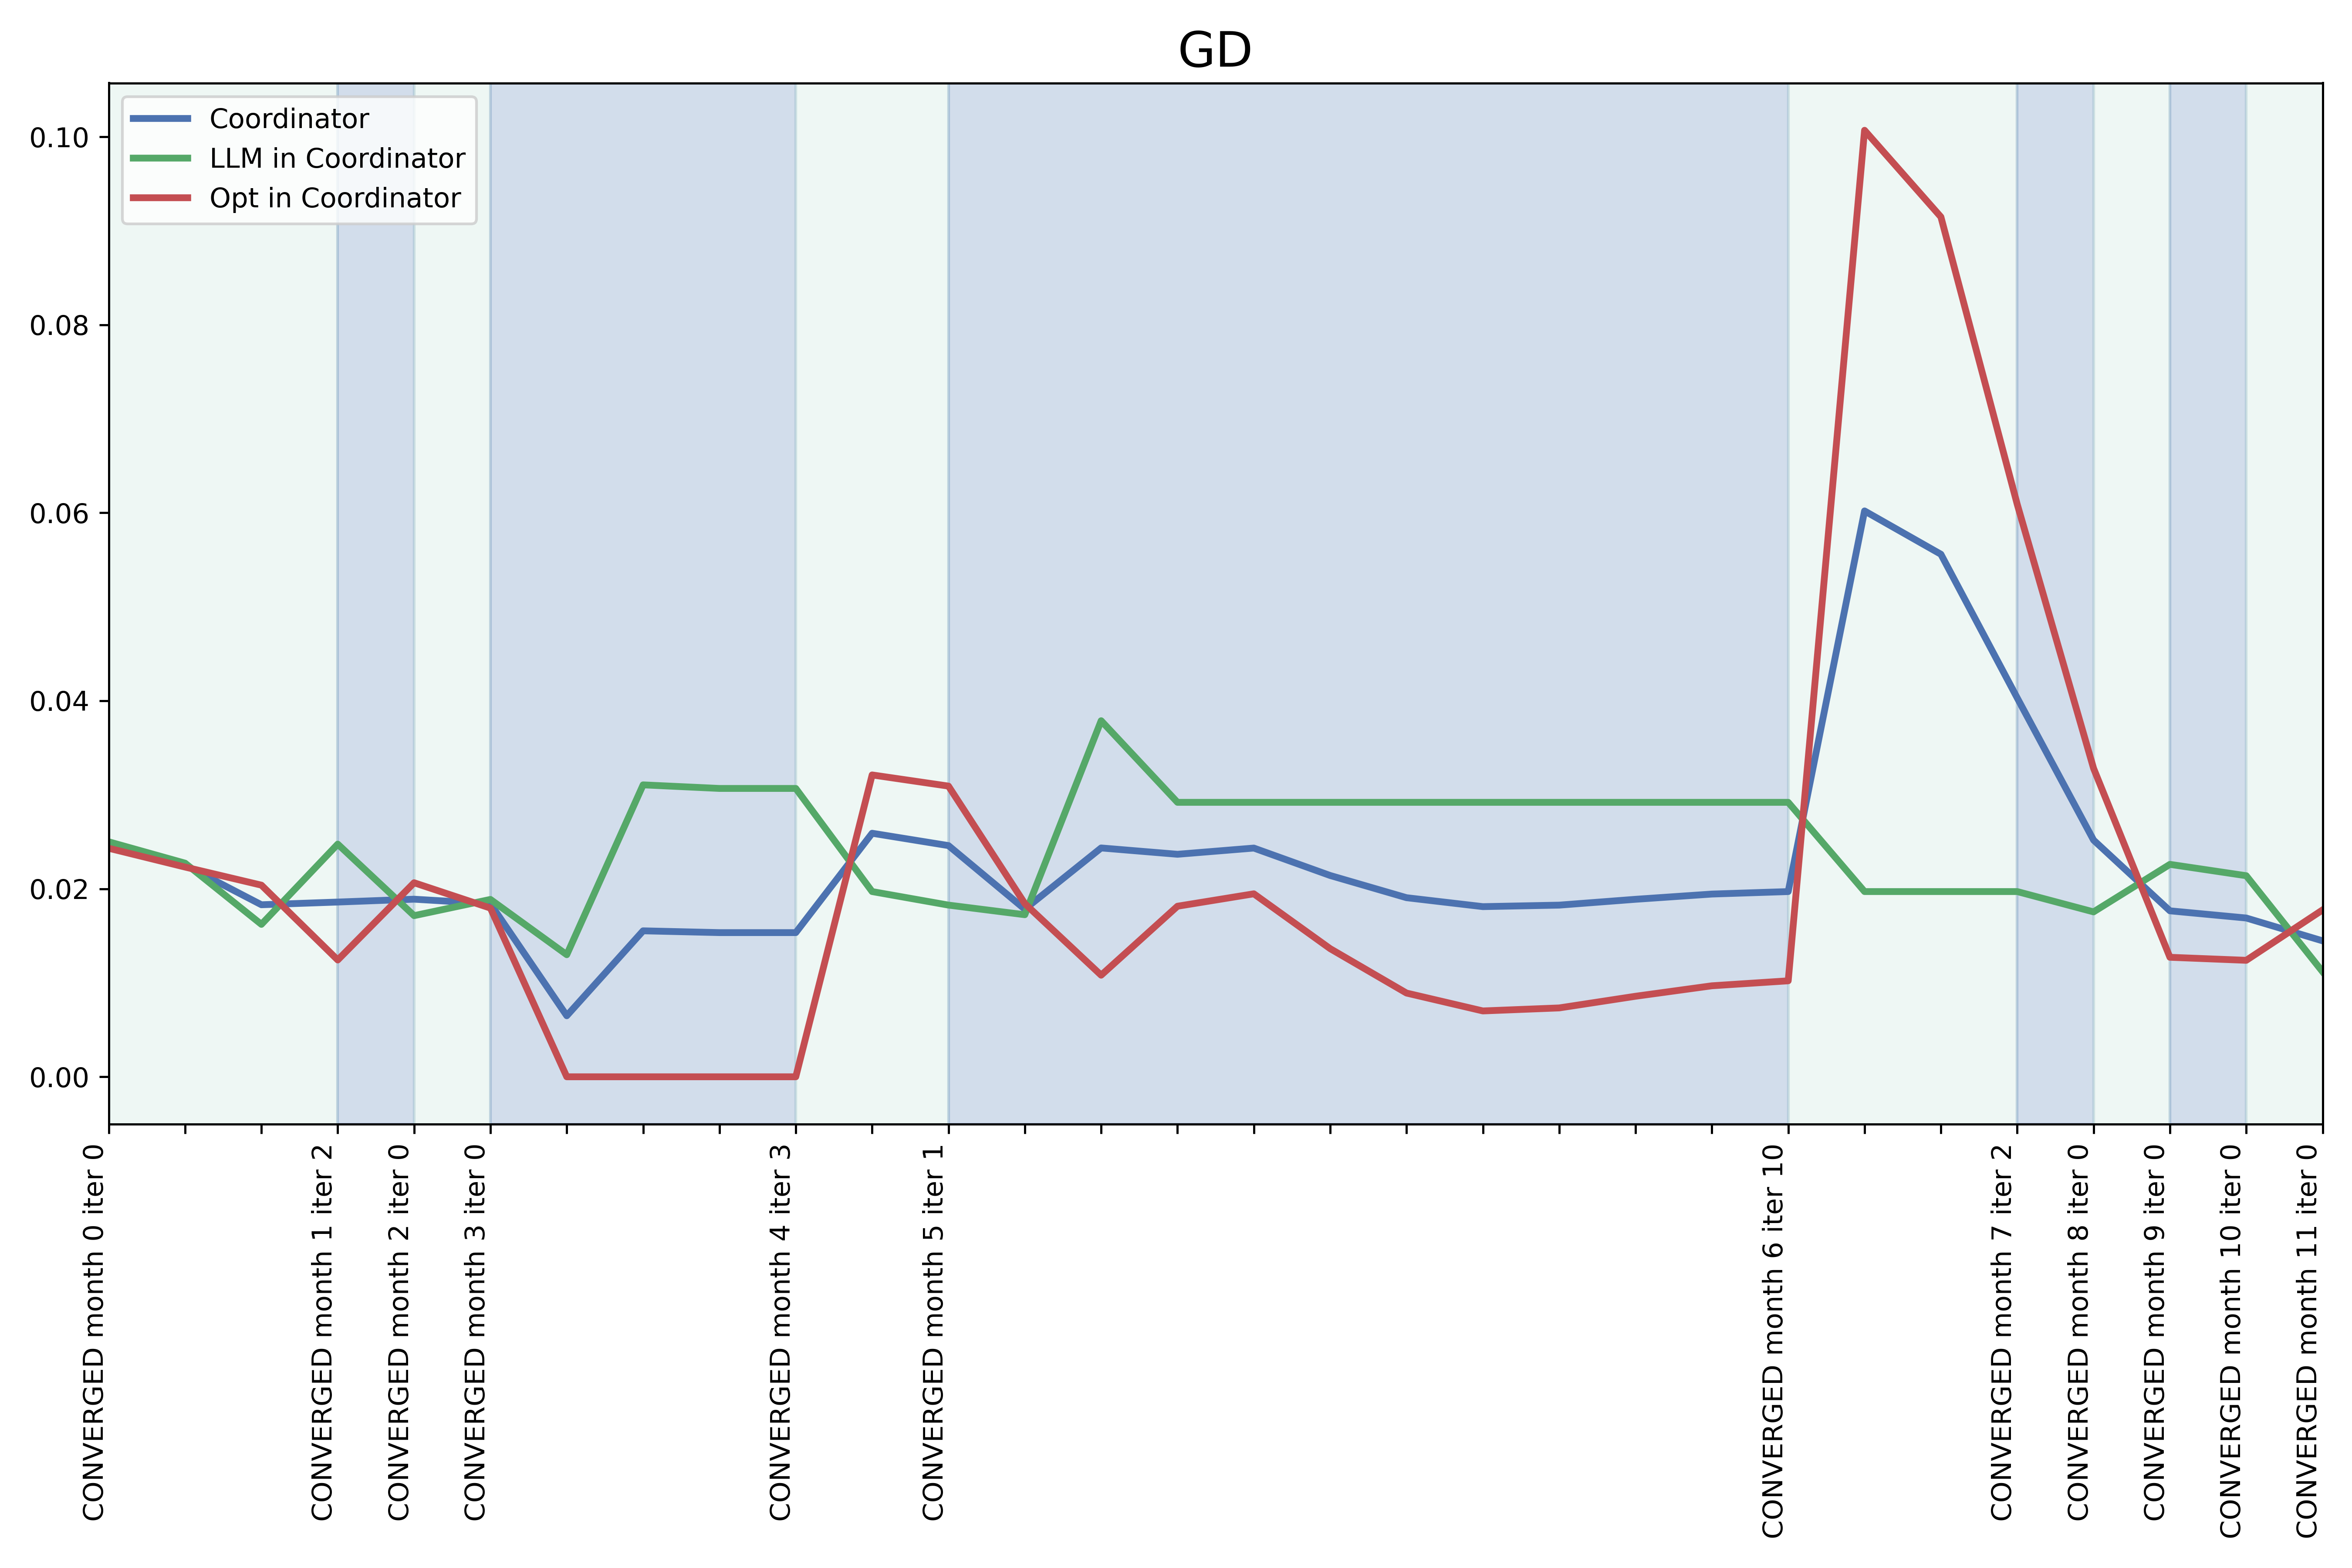 GD
Coordinator
LLM in Coordinator
Opt in Coordinator
0.10
0.08
0.06
0.04
0.02
0.00
CONVERGED month 0 iter 0
CONVERGED month 1 iter 2
CONVERGED month 2 iter 0
CONVERGED month 3 iter 0
CONVERGED month 4 iter 3
CONVERGED month 5 iter 1
CONVERGED month 6 iter 10
CONVERGED month 7 iter 2
CONVERGED month 8 iter 0
CONVERGED month 9 iter 0
CONVERGED month 10 iter 0
CONVERGED month 11 iter 0